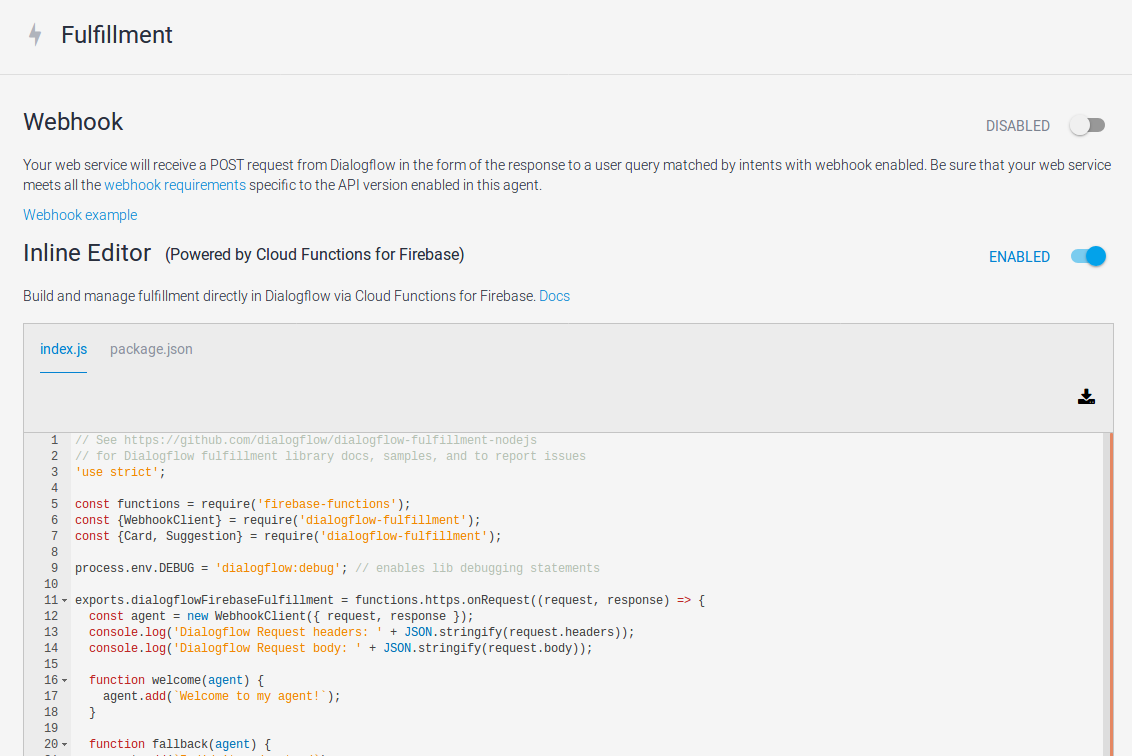 Fulfillment
Webhook
DISABLED
Your web service will receive a POST request from Dialogflow in the form of the response to a user query matched by intents with webhook enabled. Be sure that your web service
meets all the webhook requirements specific to the API version enabled in this agent.
Webhook example
Inline Editor (Powered by Cloud Functions for Firebase)
ENABLED
Build and manage fulfillment directly in Dialogflow via Cloud Functions for Firebase. Docs
index.js package.json
1 // See https://github.com/dialogflow/dialogflow-fulfillment-nodejs
2 // for Dialogflow fulfillment library docs, samples, and to report issues
3 'use strict';
4
5 const functions = require('firebase-functions');
6 const {WebhookClient} = require('dialogflow-fulfillment');
7 const {Card, Suggestion} = require('dialogflow-fulfillment');
8
9 process.env.DEBUG = 'dialogflow:debug'; // enables lib debugging statements
10
11 exports.dialogflowFirebaseFulfillment = functions.https.onRequest((request, response) => {
12   const agent = new WebhookClient({ request, response });
13   console.log('Dialogflow Request headers: ' + JSON.stringify(request.headers));
14   console.log('Dialogflow Request body: ' + JSON.stringify(request.body));
15
16   function welcome(agent) {
17     agent.add(`Welcome to my agent!`);
18   }
19
20   function fallback(agent) {